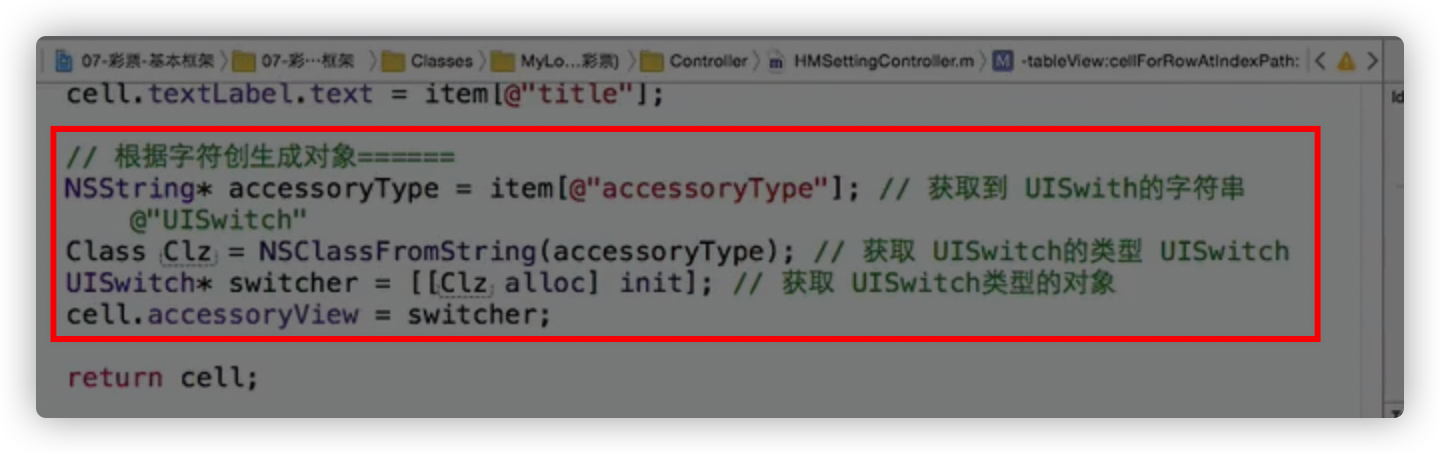 07-彩票-基本框架 〉 07-彩…框架 〉 Classes 〉 MyLo...彩票) 〉 Controller 〉 m HMSettingController.m 〉 M -tableView:cellForRowAtIndexPath: < >
cell.textLabel.text = item[@"title"];
Id
// 根据字符创生成对象======
NSString* accessoryType = item[@"accessoryType"]; // 获取到 UISwith的字符串
@"UISwitch"
Class Clz = NSClassFromString(accessoryType); // 获取 UISwitch的类型 UISwitch
UISwitch* switcher = [[Clz alloc] init]; // 获取 UISwitch类型的对象
cell.accessoryView = switcher;
return cell;